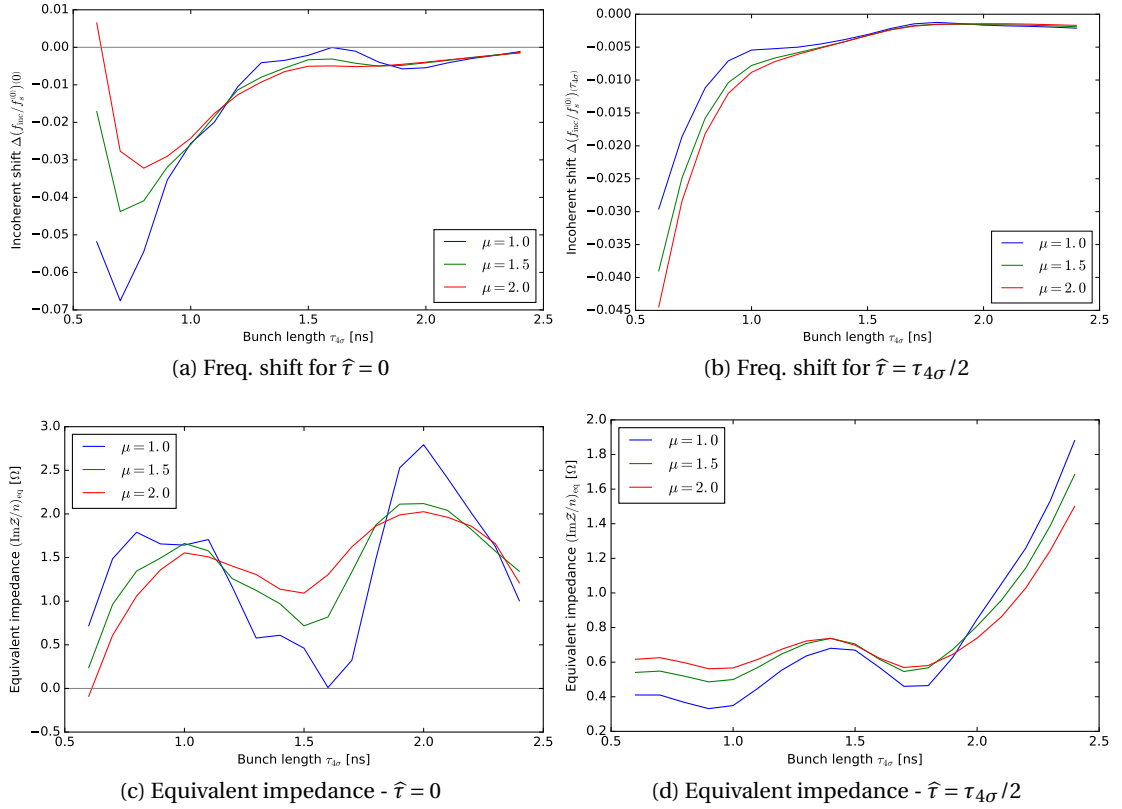 0.01
0.00
−0.01
−0.02
−0.03
−0.04
−0.05
−0.06
−0.07
Incoherent shift Δ(f_inc/f_s^(0))(0)
μ = 1.0
μ = 1.5
μ = 2.0
0.5 1.0 1.5 2.0 2.5
Bunch length τ_4σ [ns]
(a) Freq. shift for τ̂ = 0
0.000
−0.005
−0.010
−0.015
−0.020
−0.025
−0.030
−0.035
−0.040
−0.045
Incoherent shift Δ(f_inc/f_s^(0))(τ_4σ)
μ = 1.0
μ = 1.5
μ = 2.0
0.5 1.0 1.5 2.0 2.5
Bunch length τ_4σ [ns]
(b) Freq. shift for τ̂ = τ_4σ/2
3.0
2.5
2.0
1.5
1.0
0.5
0.0
−0.5
Equivalent impedance (ImZ/n)_eq [Ω]
μ = 1.0
μ = 1.5
μ = 2.0
0.5 1.0 1.5 2.0 2.5
Bunch length τ_4σ [ns]
(c) Equivalent impedance - τ̂ = 0
2.0
1.8
1.6
1.4
1.2
1.0
0.8
0.6
0.4
0.2
Equivalent impedance (ImZ/n)_eq [Ω]
μ = 1.0
μ = 1.5
μ = 2.0
0.5 1.0 1.5 2.0 2.5
Bunch length τ_4σ [ns]
(d) Equivalent impedance - τ̂ = τ_4σ/2